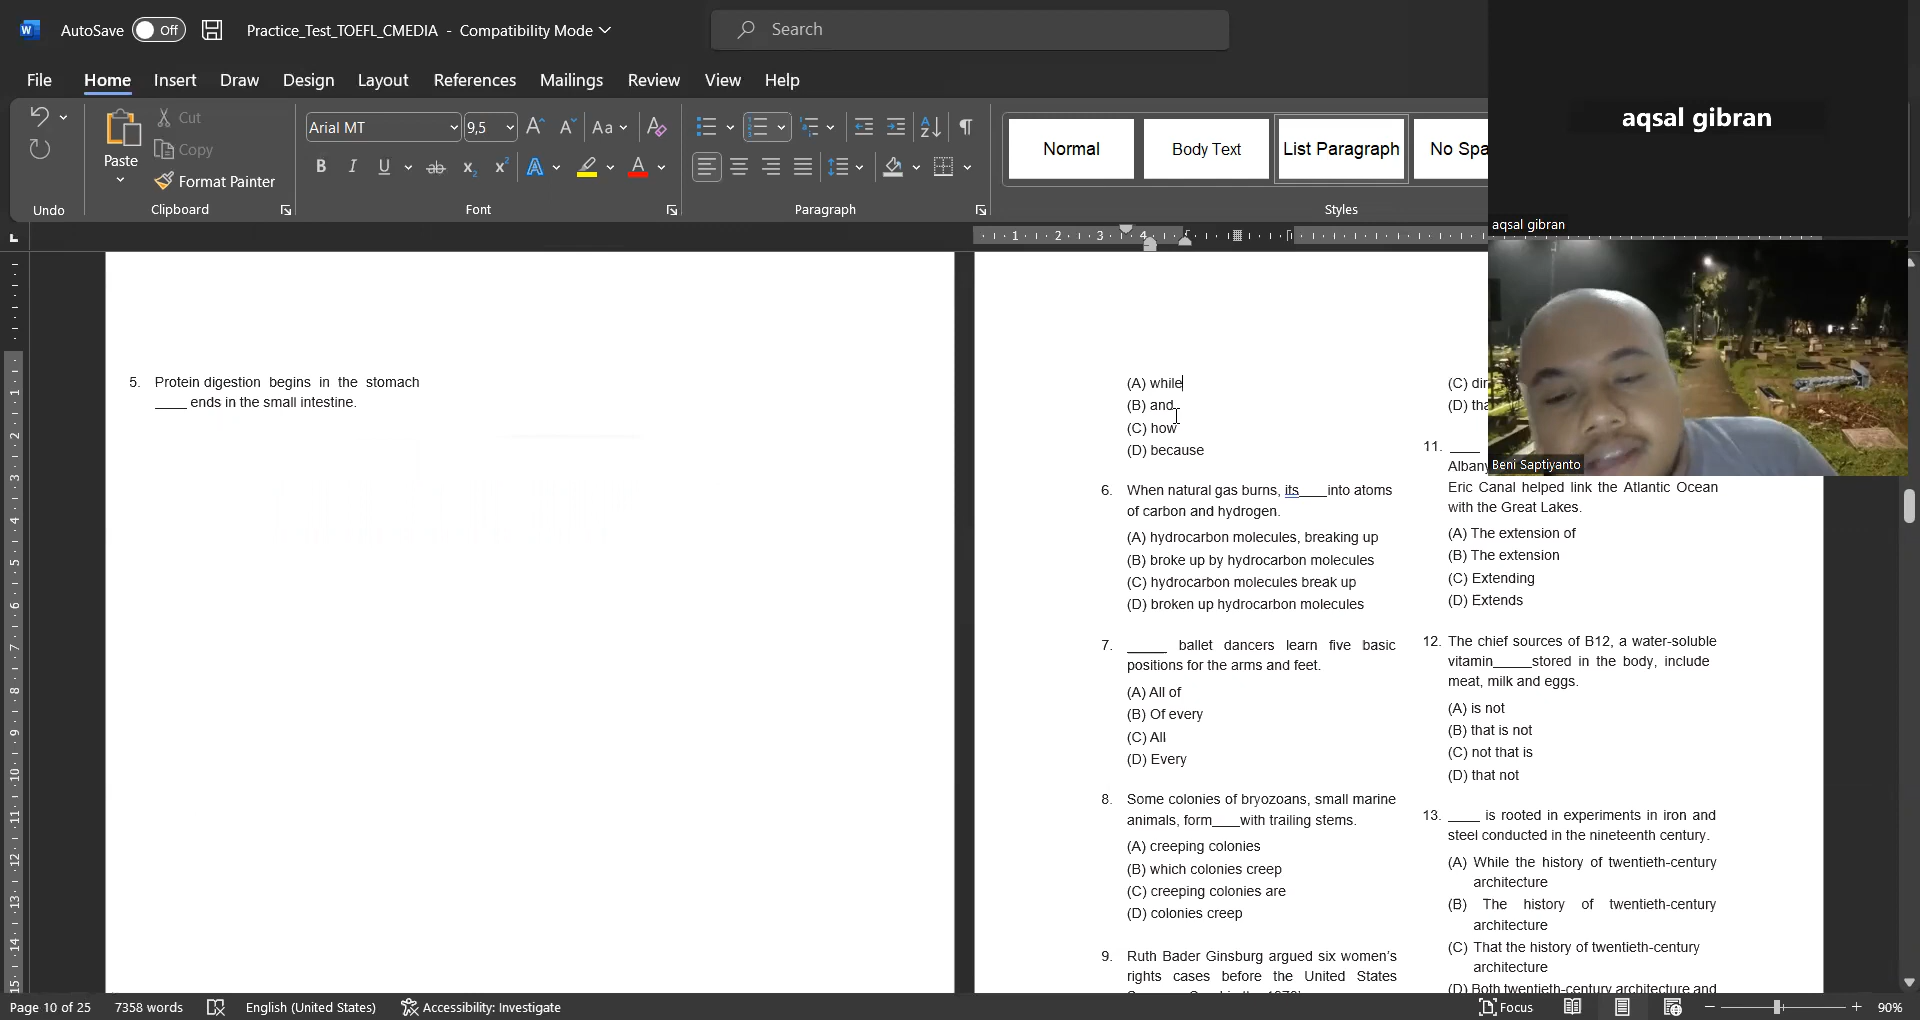 AutoSave Off Practice_Test_TOEFL_CMEDIA - Compatibility Mode Search
File Home Insert Draw Design Layout References Mailings Review View Help
Paste
Cut
Copy
Format Painter
Arial MT 9,5
Normal Body Text List Paragraph No Spa
Undo Clipboard Font Paragraph Styles
aqsal gibran
aqsal gibran
Beni Saptiyanto
5. Protein digestion begins in the stomach
____ ends in the small intestine.
(A) while
(B) and
(C) how
(D) because
6. When natural gas burns, its____into atoms
of carbon and hydrogen.
(A) hydrocarbon molecules, breaking up
(B) broke up by hydrocarbon molecules
(C) hydrocarbon molecules break up
(D) broken up hydrocarbon molecules
7. _____ ballet dancers learn five basic
positions for the arms and feet.
(A) All of
(B) Of every
(C) All
(D) Every
8. Some colonies of bryozoans, small marine
animals, form____with trailing stems.
(A) creeping colonies
(B) which colonies creep
(C) creeping colonies are
(D) colonies creep
9. Ruth Bader Ginsburg argued six women's
rights cases before the United States
(C) dir
(D) tha
11. ____
Albany
Eric Canal helped link the Atlantic Ocean
with the Great Lakes.
(A) The extension of
(B) The extension
(C) Extending
(D) Extends
12. The chief sources of B12, a water-soluble
vitamin_____stored in the body, include
meat, milk and eggs.
(A) is not
(B) that is not
(C) not that is
(D) that not
13. ____ is rooted in experiments in iron and
steel conducted in the nineteenth century.
(A) While the history of twentieth-century
architecture
(B) The history of twentieth-century
architecture
(C) That the history of twentieth-century
architecture
(D) Both twentieth-century architecture and
Page 10 of 25 7358 words English (United States) Accessibility: Investigate Focus 90%